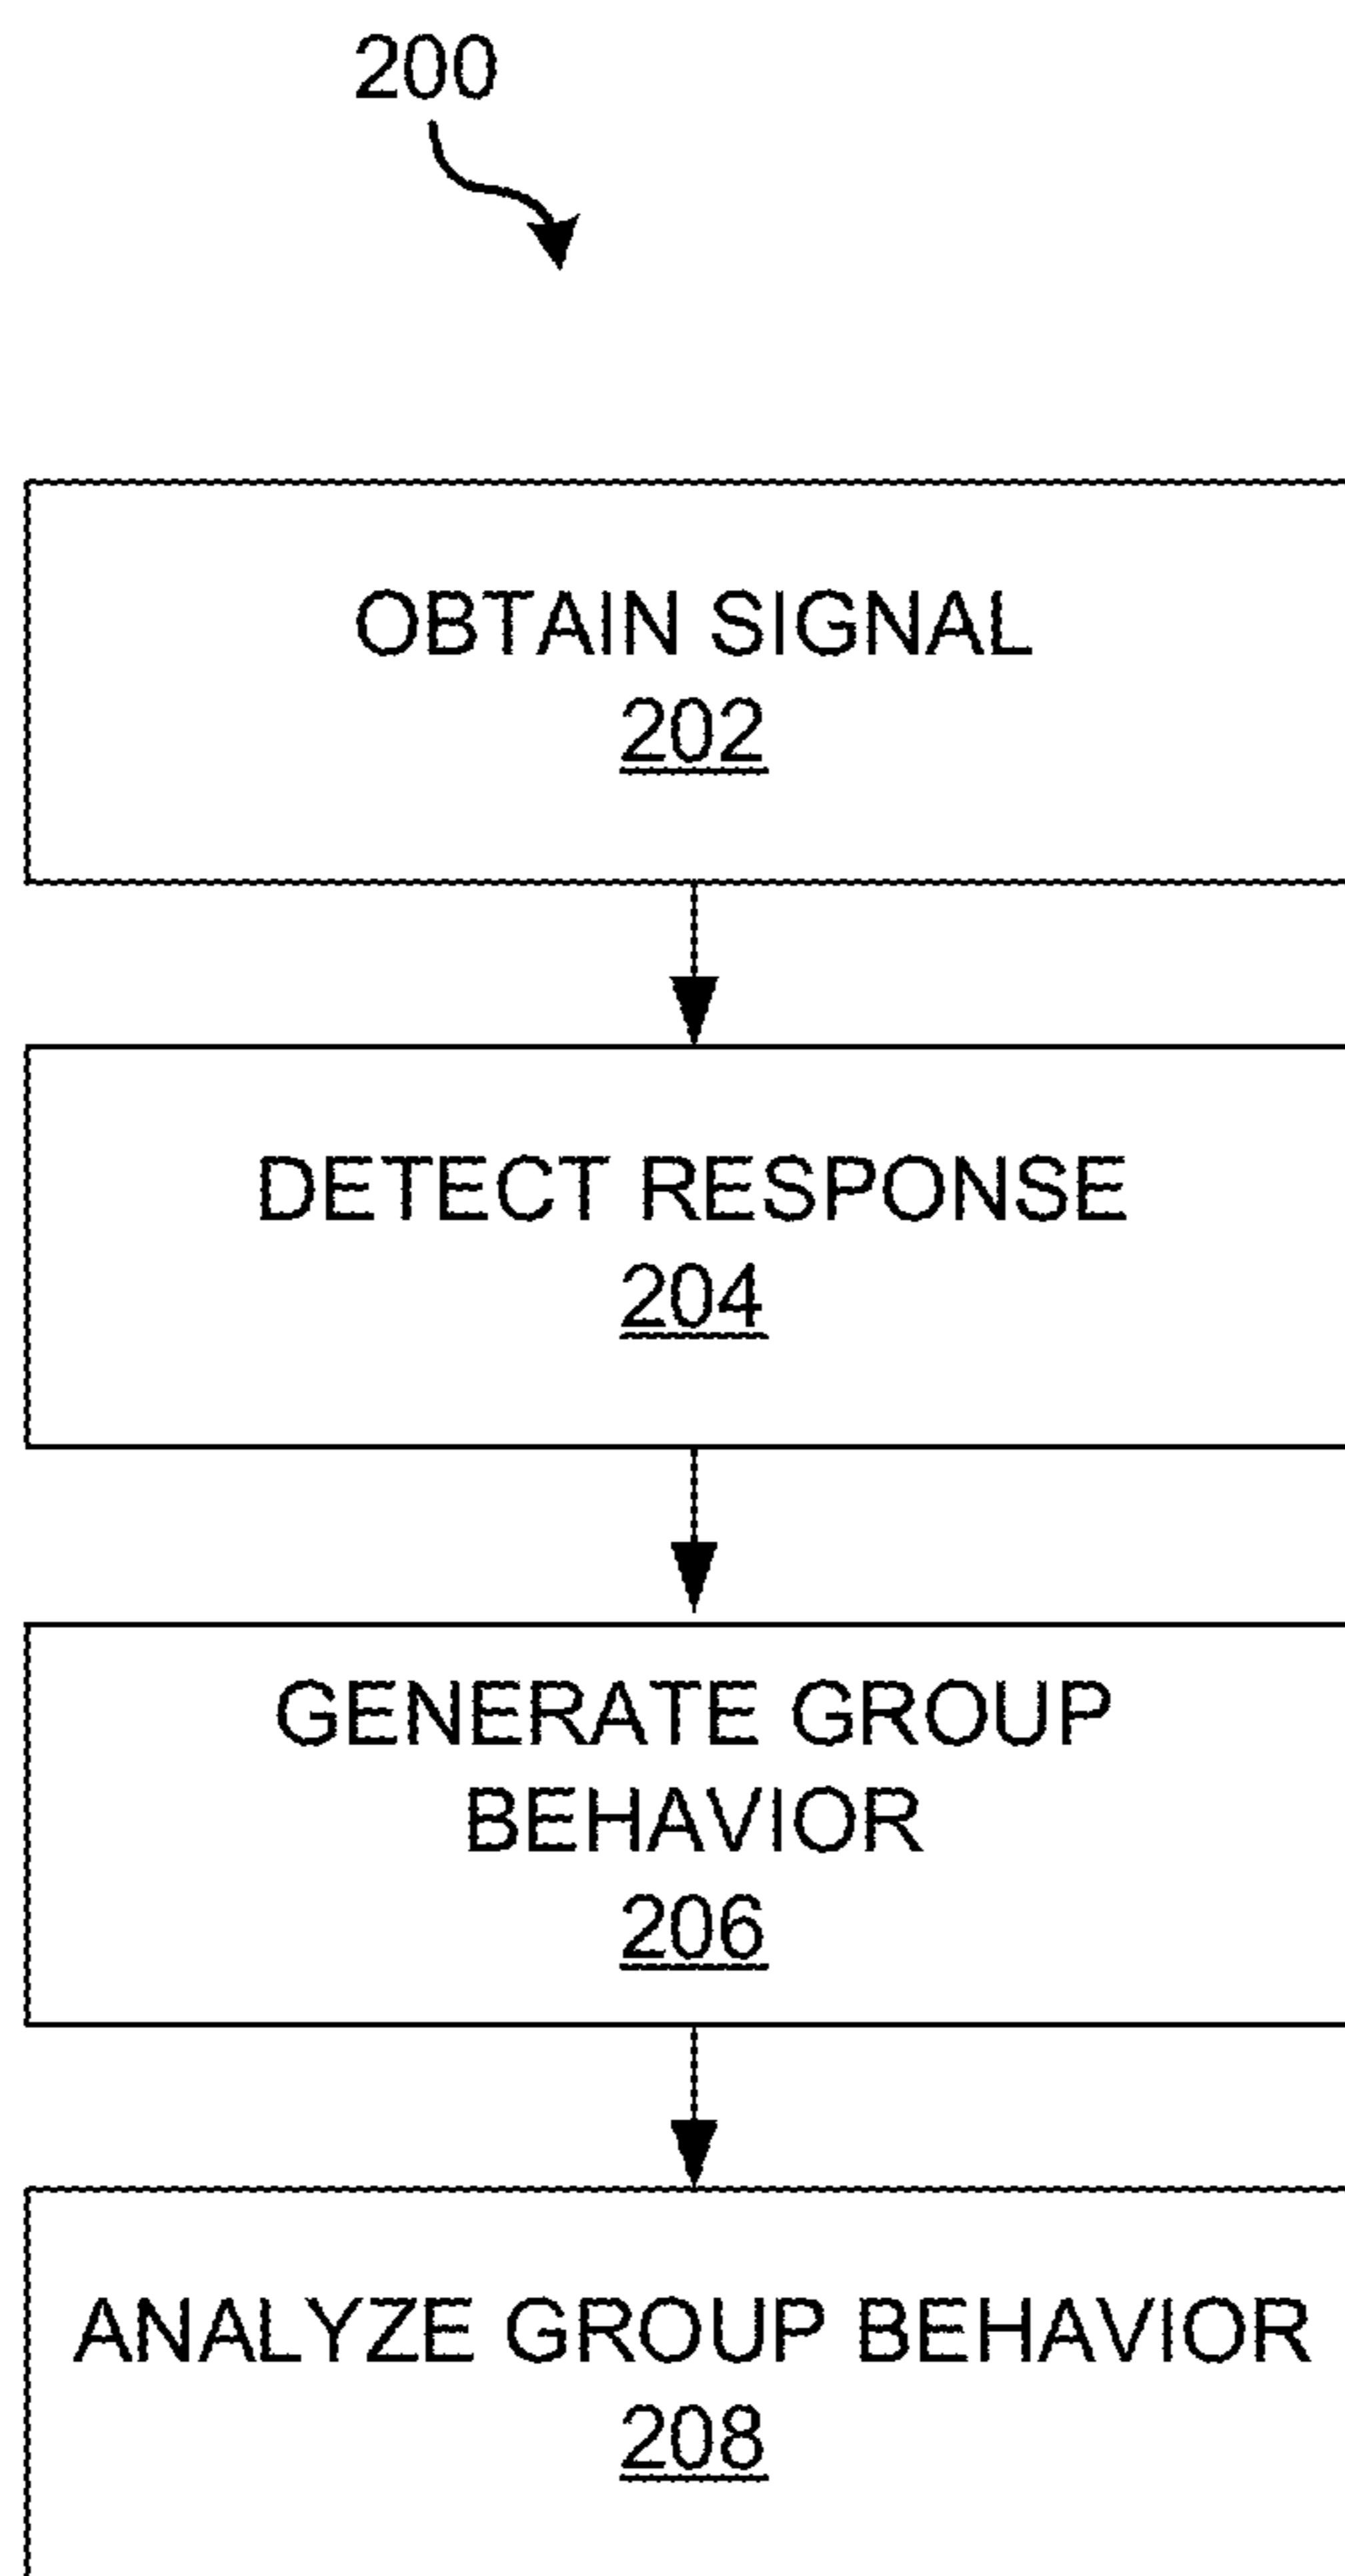 200
OBTAIN SIGNAL
202
DETECT RESPONSE
204
GENERATE GROUP
BEHAVIOR
206
ANALYZE GROUP BEHAVIOR
208